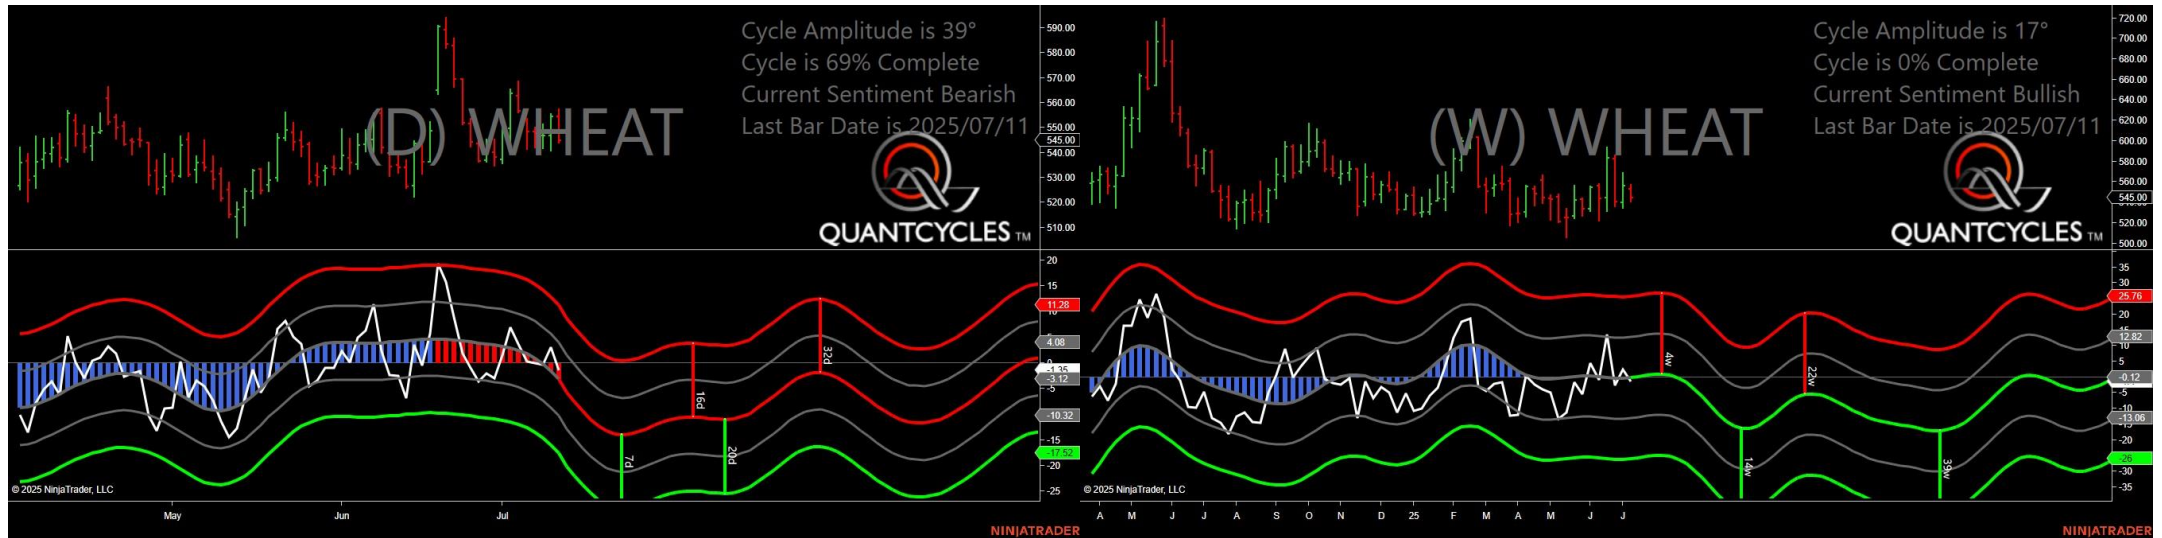 Cycle Amplitude is 39°
Cycle is 69% Complete
Current Sentiment Bearish
Last Bar Date is 2025/07/11
(D) WHEAT
QUANTCYCLES TM
590.00
580.00
570.00
560.00
550.00
545.00
540.00
530.00
520.00
510.00
20
15
11.28
10
4.08
0
-1.35
-3.12
-5
-10.32
-15
-17.52
-20
-25
7d
16d
20d
32d
© 2025 NinjaTrader, LLC
May
Jun
Jul
NINJATRADER
Cycle Amplitude is 17°
Cycle is 0% Complete
Current Sentiment Bullish
Last Bar Date is 2025/07/11
(W) WHEAT
QUANTCYCLES TM
720.00
700.00
680.00
660.00
640.00
620.00
600.00
580.00
560.00
545.00
520.00
500.00
35
30
25.76
20
15
12.82
10
5
-0.12
-5
-10
-13.06
-20
-26
-30
-35
4w
14w
22w
39w
© 2025 NinjaTrader, LLC
A M J J A S O N D 25 F M A M J J
NINJATRADER